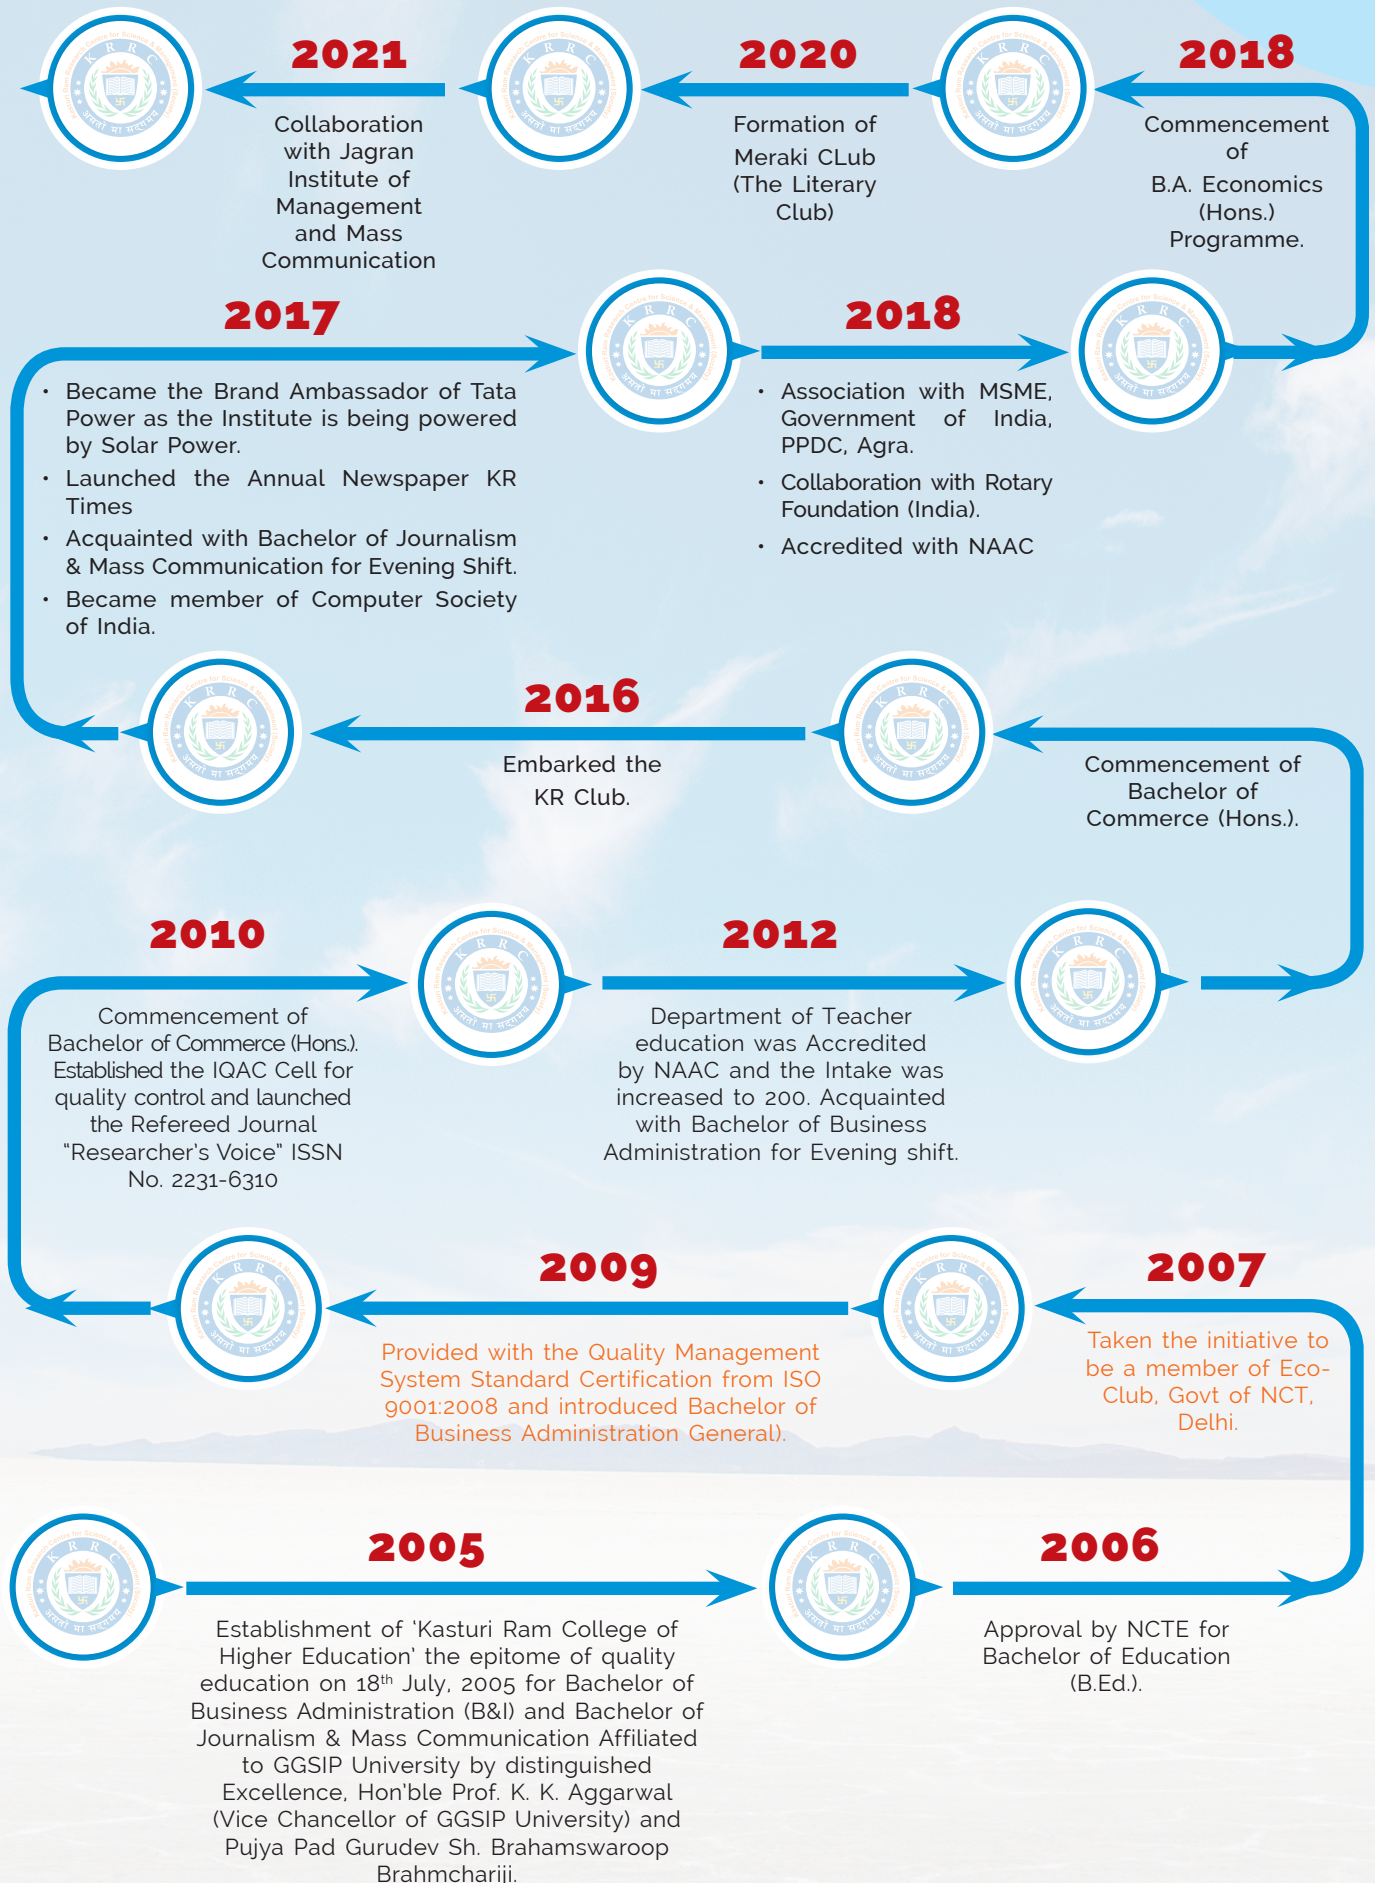 2021
Collaboration
with Jagran
Institute of
Management
and Mass
Communication
2020
Formation of
Meraki CLub
(The Literary
Club)
2018
Commencement
of
B.A. Economics
(Hons.)
Programme.
2017
• Became the Brand Ambassador of Tata
Power as the Institute is being powered
by Solar Power.
• Launched the Annual Newspaper KR
Times
• Acquainted with Bachelor of Journalism
& Mass Communication for Evening Shift.
• Became member of Computer Society
of India.
2018
• Association with MSME,
Government of India,
PPDC, Agra.
• Collaboration with Rotary
Foundation (India).
• Accredited with NAAC
2016
Embarked the
KR Club.
Commencement of
Bachelor of
Commerce (Hons.).
2010
Commencement of
Bachelor of Commerce (Hons.).
Established the IQAC Cell for
quality control and launched
the Refereed Journal
“Researcher's Voice” ISSN
No. 2231-6310
2012
Department of Teacher
education was Accredited
by NAAC and the Intake was
increased to 200. Acquainted
with Bachelor of Business
Administration for Evening shift.
2009
Provided with the Quality Management
System Standard Certification from ISO
9001:2008 and introduced Bachelor of
Business Administration General).
2007
Taken the initiative to
be a member of Eco-
Club, Govt of NCT,
Delhi.
2005
Establishment of ‘Kasturi Ram College of
Higher Education’ the epitome of quality
education on 18th July, 2005 for Bachelor of
Business Administration (B&I) and Bachelor of
Journalism & Mass Communication Affiliated
to GGSIP University by distinguished
Excellence, Hon'ble Prof. K. K. Aggarwal
(Vice Chancellor of GGSIP University) and
Pujya Pad Gurudev Sh. Brahamswaroop
Brahmchariji.
2006
Approval by NCTE for
Bachelor of Education
(B.Ed.).
Kasturi Ram Research Centre for Science & Management (Society)
K R R C
असतो मा सद्गमय